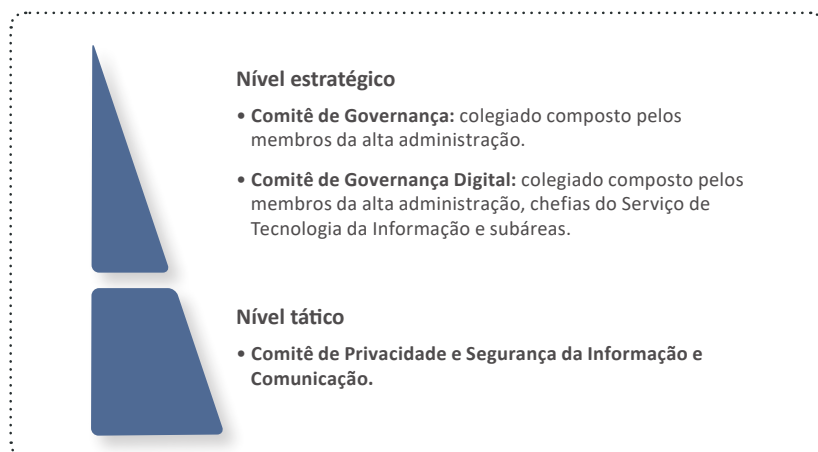 Nível estratégico
• Comitê de Governança: colegiado composto pelos
membros da alta administração.
• Comitê de Governança Digital: colegiado composto pelos
membros da alta administração, chefias do Serviço de
Tecnologia da Informação e subáreas.
Nível tático
• Comitê de Privacidade e Segurança da Informação e
Comunicação.